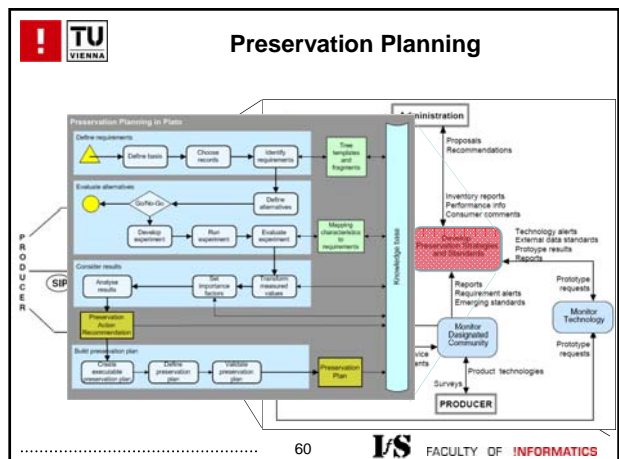 !
TU
VIENNA
Preservation Planning
Preservation Planning in Plato
Define requirements
Define basis
Choose
records
Identify
requirements
Tree
templates
and
fragments
Evaluate alternatives
Go/No-Go
Define
alternatives
Develop
experiment
Run
experiment
Evaluate
experiment
Mapping
characteristics
to
requirements
Consider results
Analyse
results
Set
importance
factors
Transform
measured
values
Preservation
Action
Recommendation
Build preservation plan
Create
executable
preservation plan
Define
preservation
plan
Validate
preservation
plan
Preservation
Plan
Knowledge base
PRODUCER
SIP
ministration
Proposals
Recommendations
Inventory reports
Performance info
Consumer comments
Develop
Preservation Strategies
and Standards
Technology alerts
External data standards
Prototype results
Reports
Reports
Requirement alerts
Emerging standards
Prototype
requests
Monitor
Designated
Community
Monitor
Technology
Prototype
requests
Product technologies
Surveys
PRODUCER
60
IfS
FACULTY OF !NFORMATICS